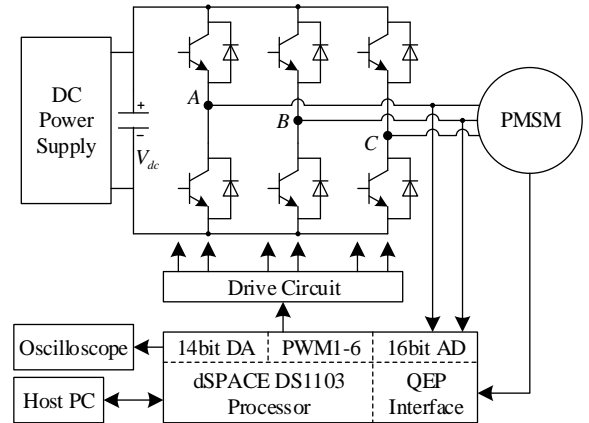 DC
Power
Supply
+
−
Vdc
A
B
C
PMSM
Drive Circuit
Oscilloscope
14bit DA
PWM1-6
16bit AD
Host PC
dSPACE DS1103
Processor
QEP
Interface